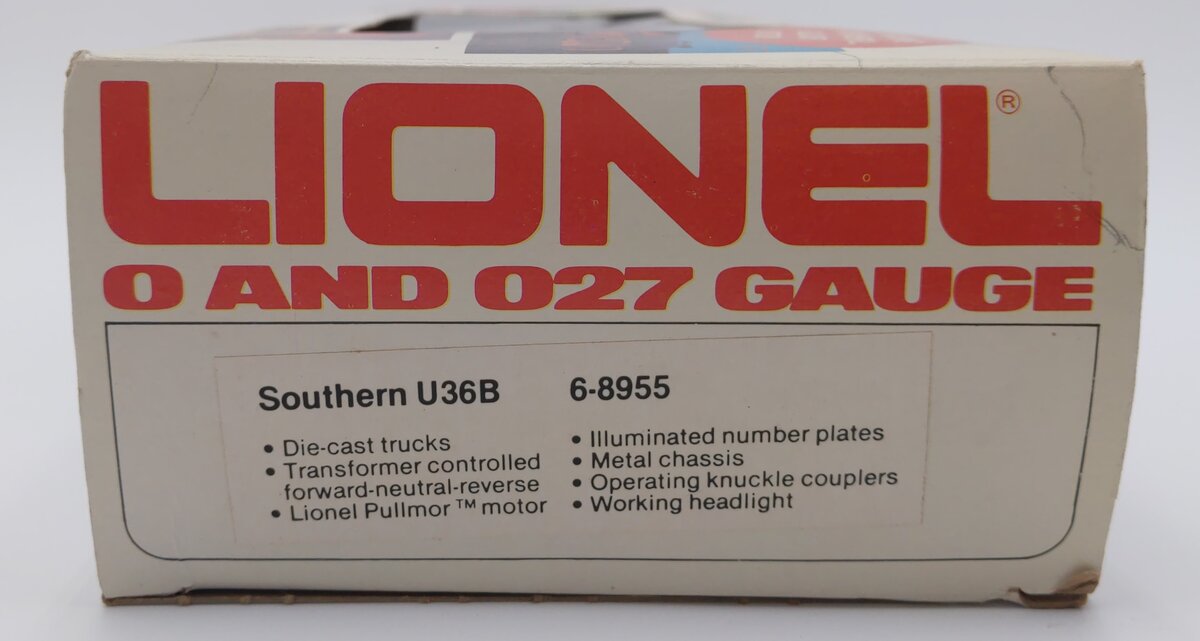 LIONEL®
O AND O27 GAUGE
Southern U36B 6-8955
• Die-cast trucks
• Transformer controlled
forward-neutral-reverse
• Lionel Pullmor™ motor
• Illuminated number plates
• Metal chassis
• Operating knuckle couplers
• Working headlight